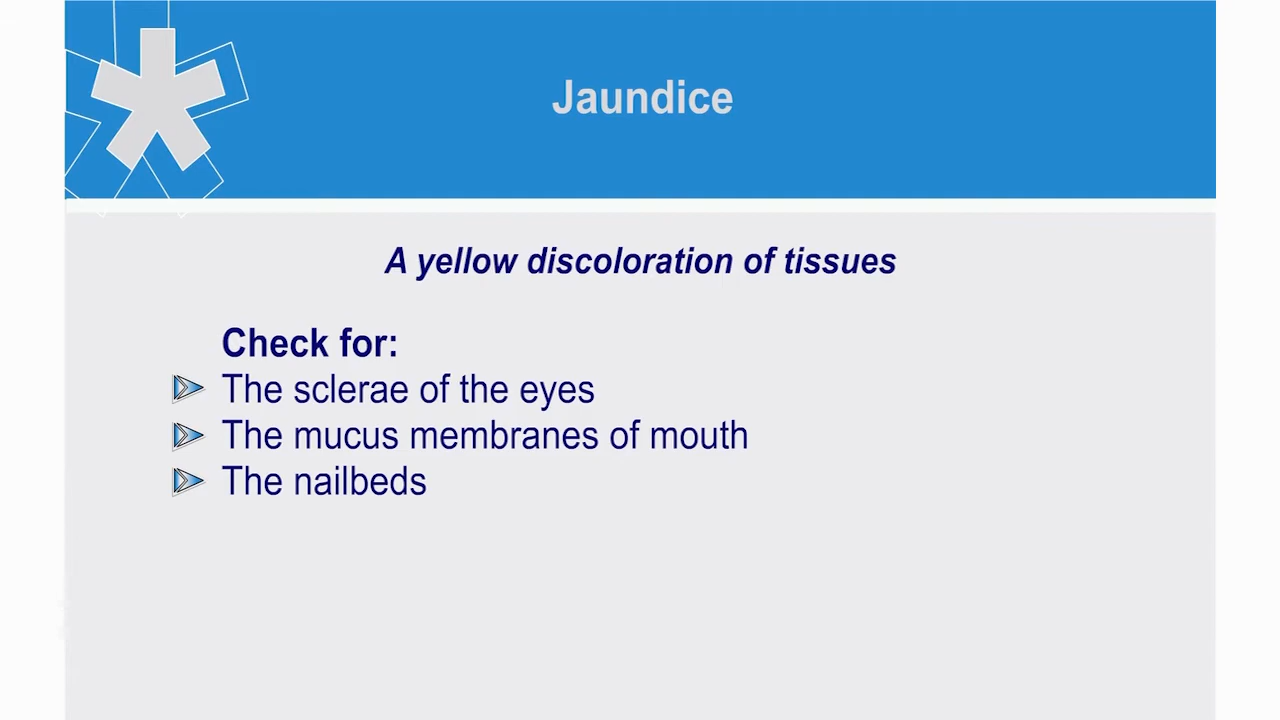 Jaundice
A yellow discoloration of tissues
Check for:
The sclerae of the eyes
The mucus membranes of mouth
The nailbeds